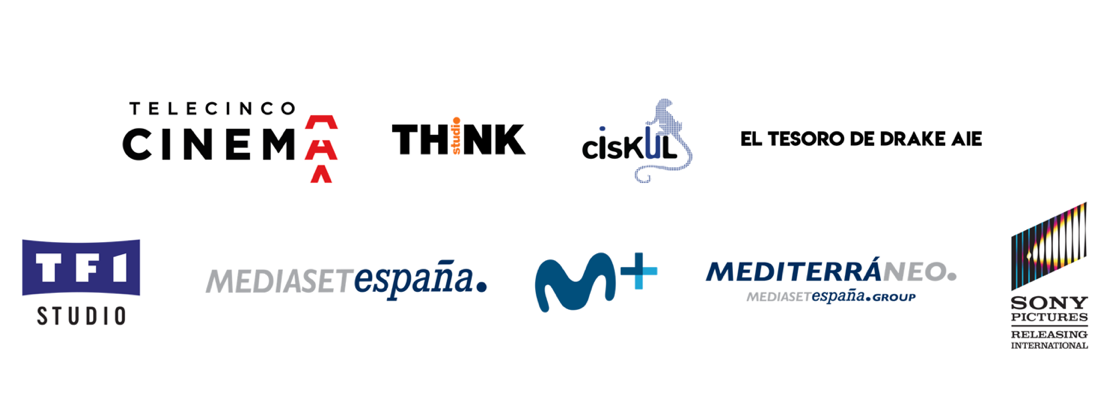 TELECINCO
CINEMA
THINK
studio
cisKUL
EL TESORO DE DRAKE AIE
TF1
STUDIO
MEDIASETespaña.
M+
MEDITERRÁNEO.
MEDIASETespaña.GROUP
SONY
PICTURES
RELEASING
INTERNATIONAL